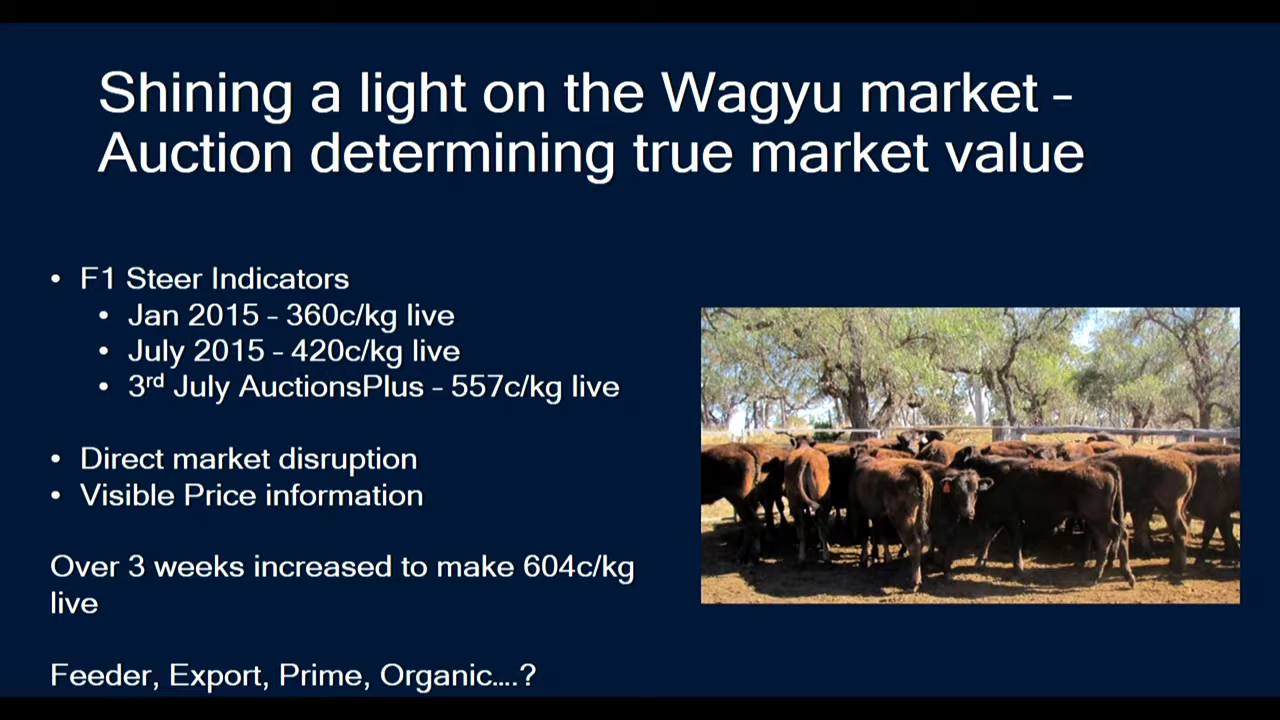 Shining a light on the Wagyu market –
Auction determining true market value
• F1 Steer Indicators
• Jan 2015 – 360c/kg live
• July 2015 – 420c/kg live
• 3rd July AuctionsPlus – 557c/kg live
• Direct market disruption
• Visible Price information
Over 3 weeks increased to make 604c/kg
live
Feeder, Export, Prime, Organic....?